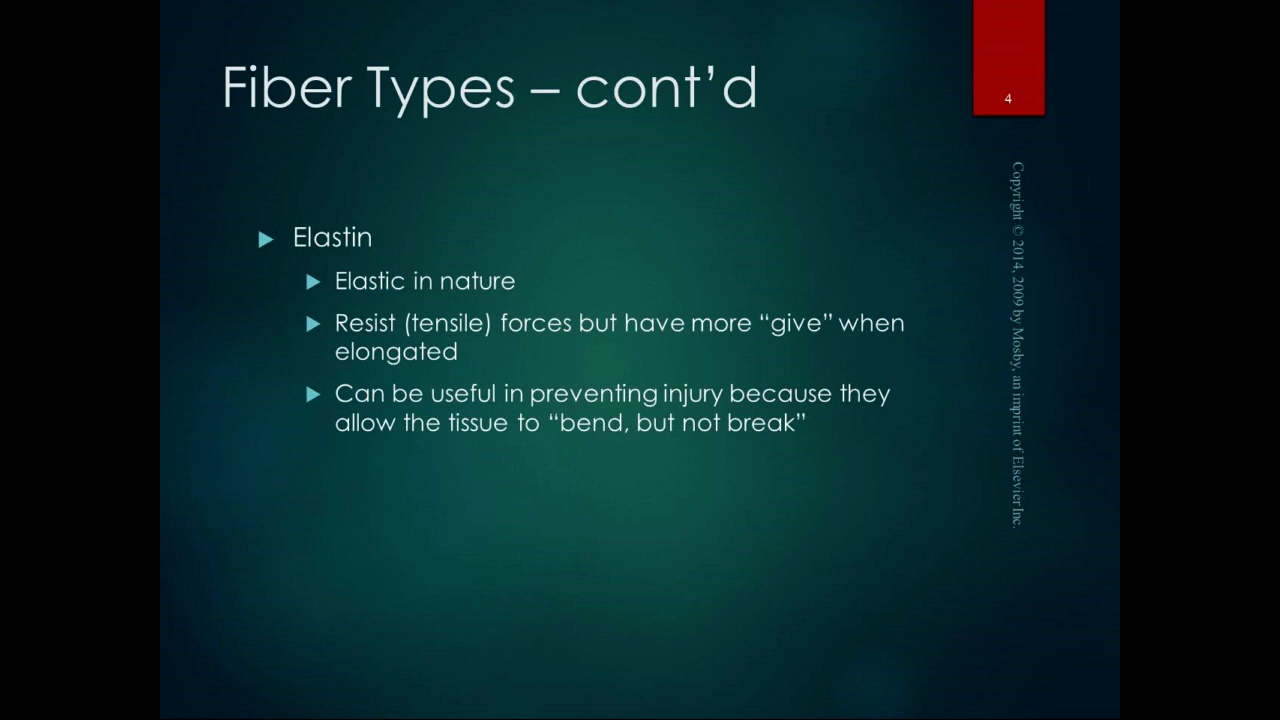 Fiber Types – cont’d
4
Elastin
Elastic in nature
Resist (tensile) forces but have more “give” when
elongated
Can be useful in preventing injury because they
allow the tissue to “bend, but not break”
Copyright © 2014, 2009 by Mosby, an imprint of Elsevier Inc.